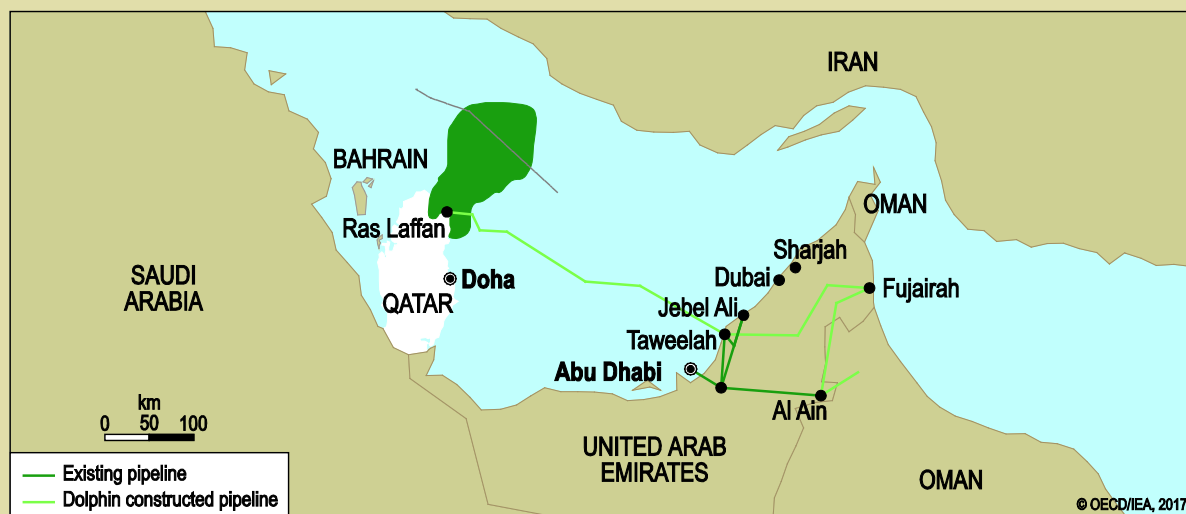 IRAN
BAHRAIN
OMAN
Ras Laffan
Sharjah
SAUDI
ARABIA
Doha
Dubai
QATAR
Jebel Ali
Fujairah
Taweelah
Abu Dhabi
km
0 50 100
Al Ain
UNITED ARAB
EMIRATES
OMAN
Existing pipeline
Dolphin constructed pipeline
© OECD/IEA, 2017